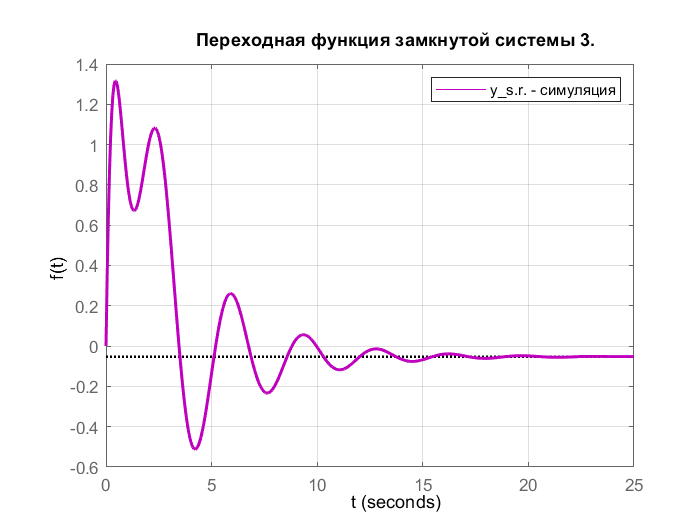 Переходная функция замкнутой системы 3.
y_s.r. - симуляция
1.4
1.2
1
0.8
0.6
0.4
0.2
0
-0.2
-0.4
-0.6
f(t)
0 5 10 15 20 25
t (seconds)